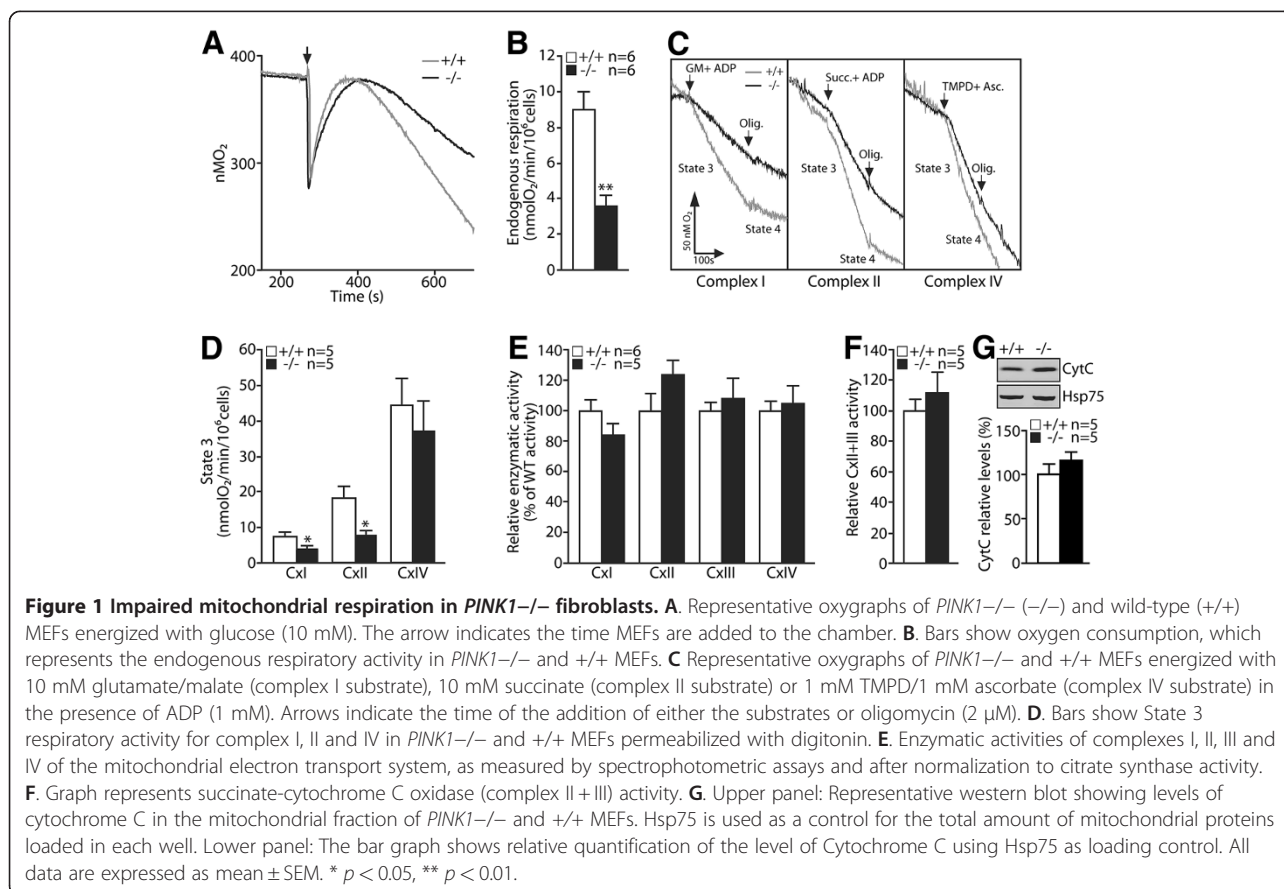 A
400
300
200
nMO₂
400
600
Time (s)
+/+
-/-
B
+/+ n=6
-/- n=6
12
10
8
6
4
2
0
Endogenous respiration
(nmolO₂/min/10⁶cells)
**
C
GM+ ADP
+/+
-/-
Succ.+ ADP
TMPD+ Asc.
Olig.
Olig.
Olig.
State 3
State 3
State 3
State 4
State 4
State 4
50 nM O₂
100s
Complex I
Complex II
Complex IV
D
+/+ n=5
-/- n=5
60
50
40
30
20
10
0
State 3
(nmolO₂/min/10⁶cells)
*
*
CxI
CxII
CxIV
E
+/+ n=6
-/- n=5
140
120
100
80
60
40
20
0
Relative enzymatic activity
(% of WT activity)
CxI
CxII
CxIII
CxIV
F
+/+ n=5
-/- n=5
140
120
100
80
60
40
20
0
Relative CxII+III activity
G
+/+ -/-
CytC
Hsp75
+/+ n=5
-/- n=5
150
100
50
0
CytC relative levels (%)
Figure 1 Impaired mitochondrial respiration in PINK1−/− fibroblasts. A. Representative oxygraphs of PINK1−/− (−/−) and wild-type (+/+)
MEFs energized with glucose (10 mM). The arrow indicates the time MEFs are added to the chamber. B. Bars show oxygen consumption, which
represents the endogenous respiratory activity in PINK1−/− and +/+ MEFs. C Representative oxygraphs of PINK1−/− and +/+ MEFs energized with
10 mM glutamate/malate (complex I substrate), 10 mM succinate (complex II substrate) or 1 mM TMPD/1 mM ascorbate (complex IV substrate) in
the presence of ADP (1 mM). Arrows indicate the time of the addition of either the substrates or oligomycin (2 μM). D. Bars show State 3
respiratory activity for complex I, II and IV in PINK1−/− and +/+ MEFs permeabilized with digitonin. E. Enzymatic activities of complexes I, II, III and
IV of the mitochondrial electron transport system, as measured by spectrophotometric assays and after normalization to citrate synthase activity.
F. Graph represents succinate-cytochrome C oxidase (complex II + III) activity. G. Upper panel: Representative western blot showing levels of
cytochrome C in the mitochondrial fraction of PINK1−/− and +/+ MEFs. Hsp75 is used as a control for the total amount of mitochondrial proteins
loaded in each well. Lower panel: The bar graph shows relative quantification of the level of Cytochrome C using Hsp75 as loading control. All
data are expressed as mean ± SEM. * p < 0.05, ** p < 0.01.